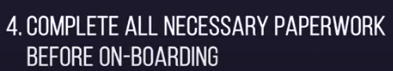 4. COMPLETE ALL NECESSARY PAPERWORK
BEFORE ON-BOARDING